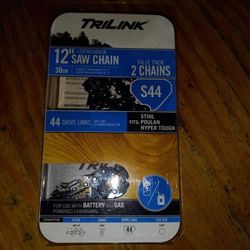 TRILINK
12" LOW KICKBACK
SAW CHAIN
30CM
VALUE PACK
2 CHAINS
S44
44 DRIVE LINKS
STIHL
FITS: POULAN
HYPER TOUGH
TRILINK
FOR USE WITH BATTERY AND GAS
POWERED CHAINSAWS
44